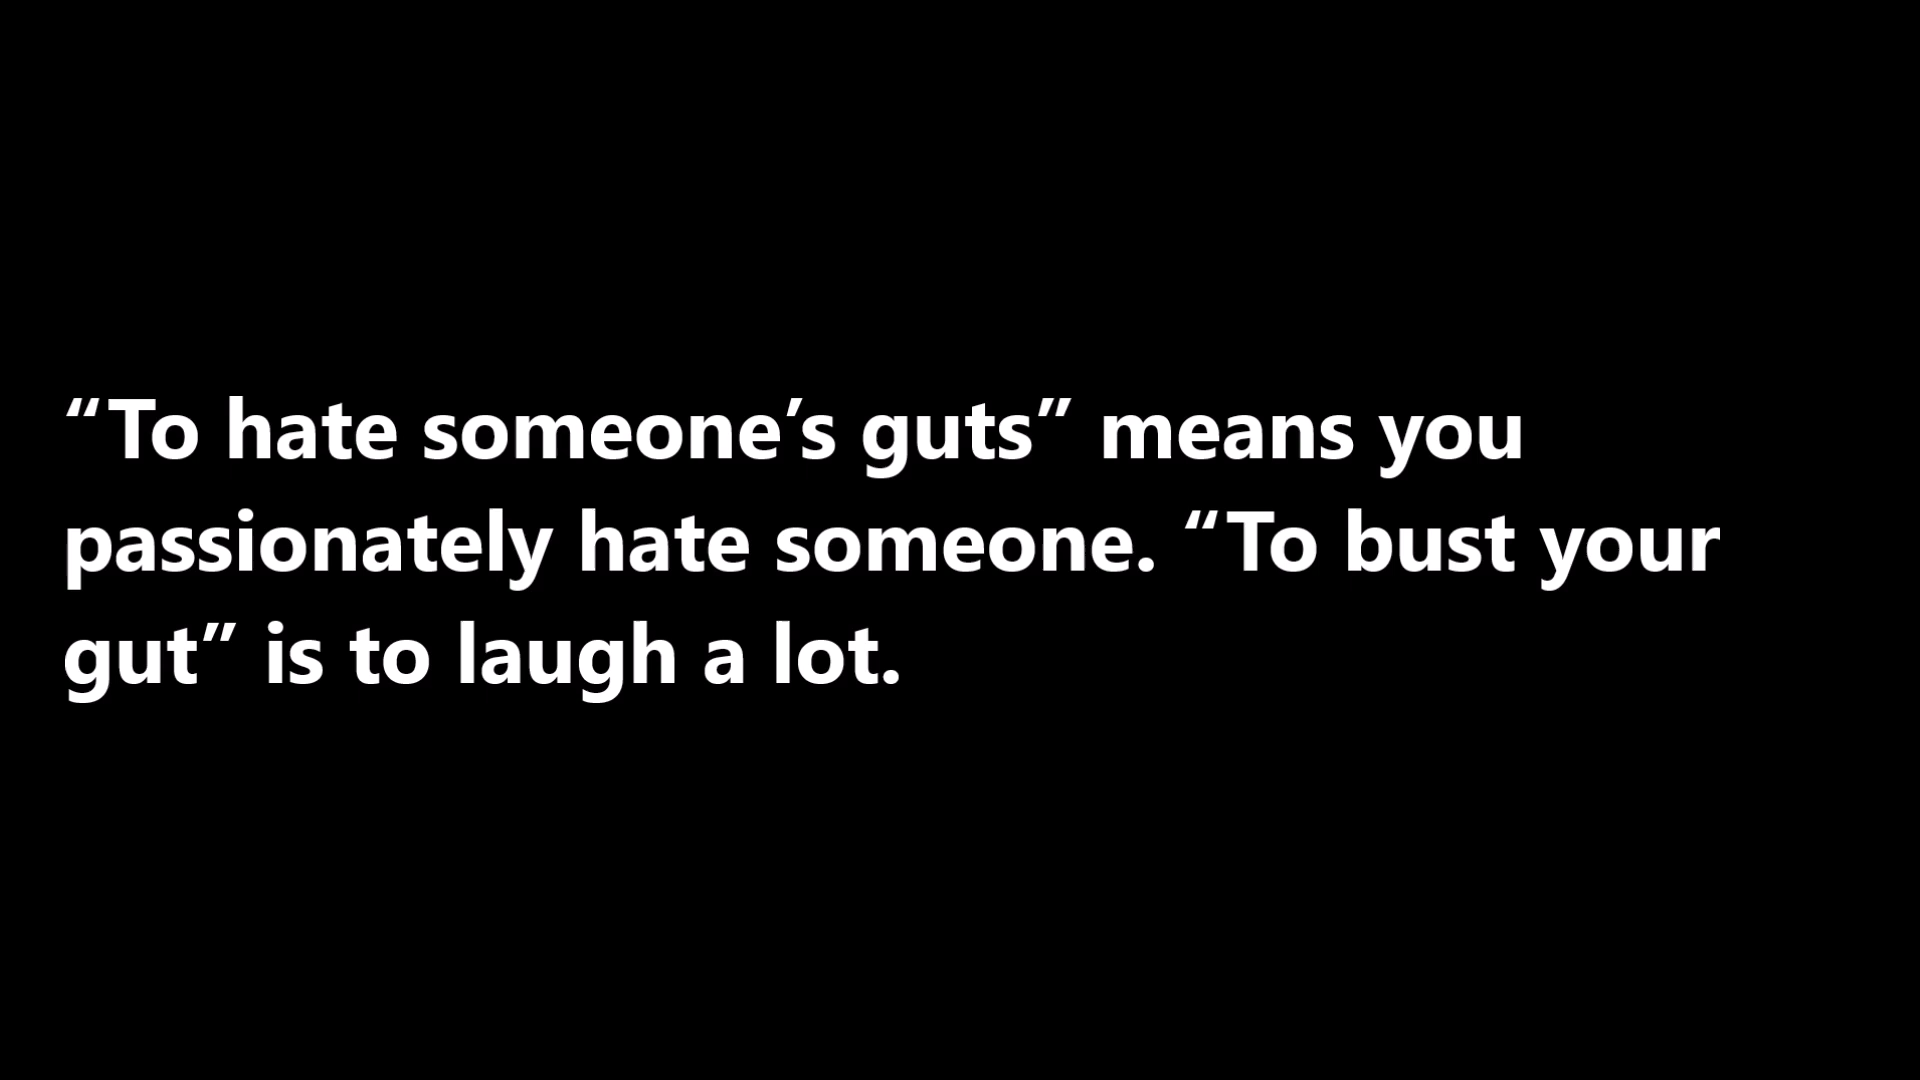 “To hate someone’s guts” means you
passionately hate someone. “To bust your
gut” is to laugh a lot.